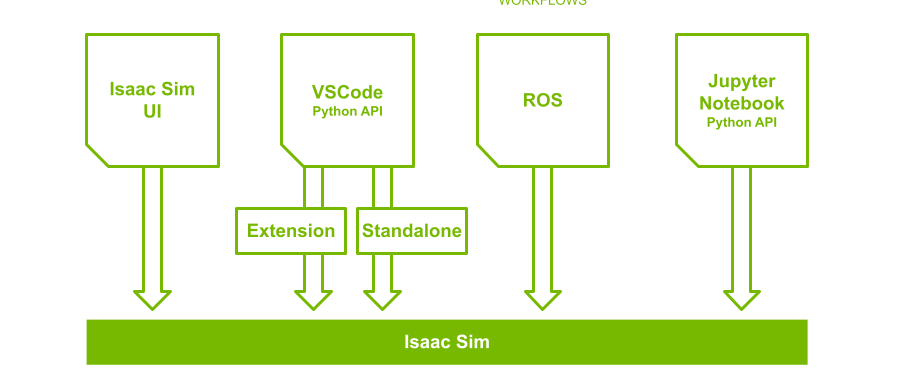 WORKFLOWS
Isaac Sim
UI
VSCode
Python API
ROS
Jupyter
Notebook
Python API
Extension
Standalone
Isaac Sim